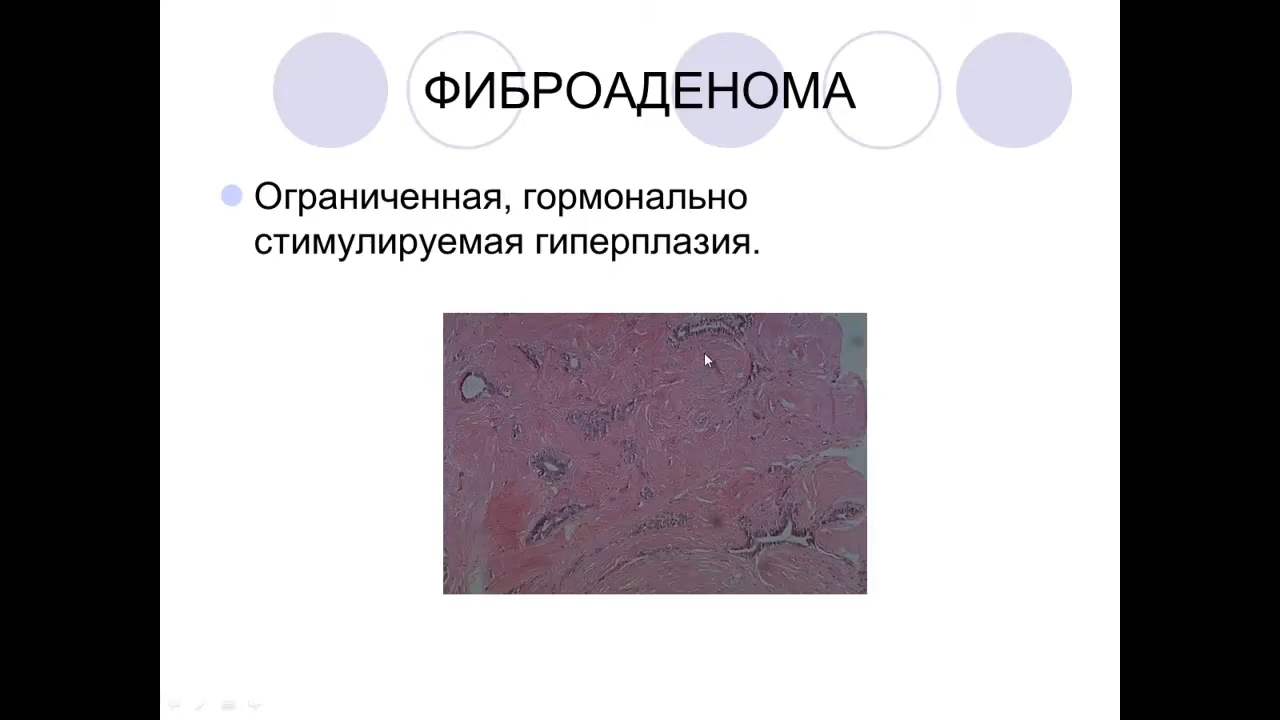 ФИБРОАДЕНОМА
Ограниченная, гормонально
стимулируемая гиперплазия.